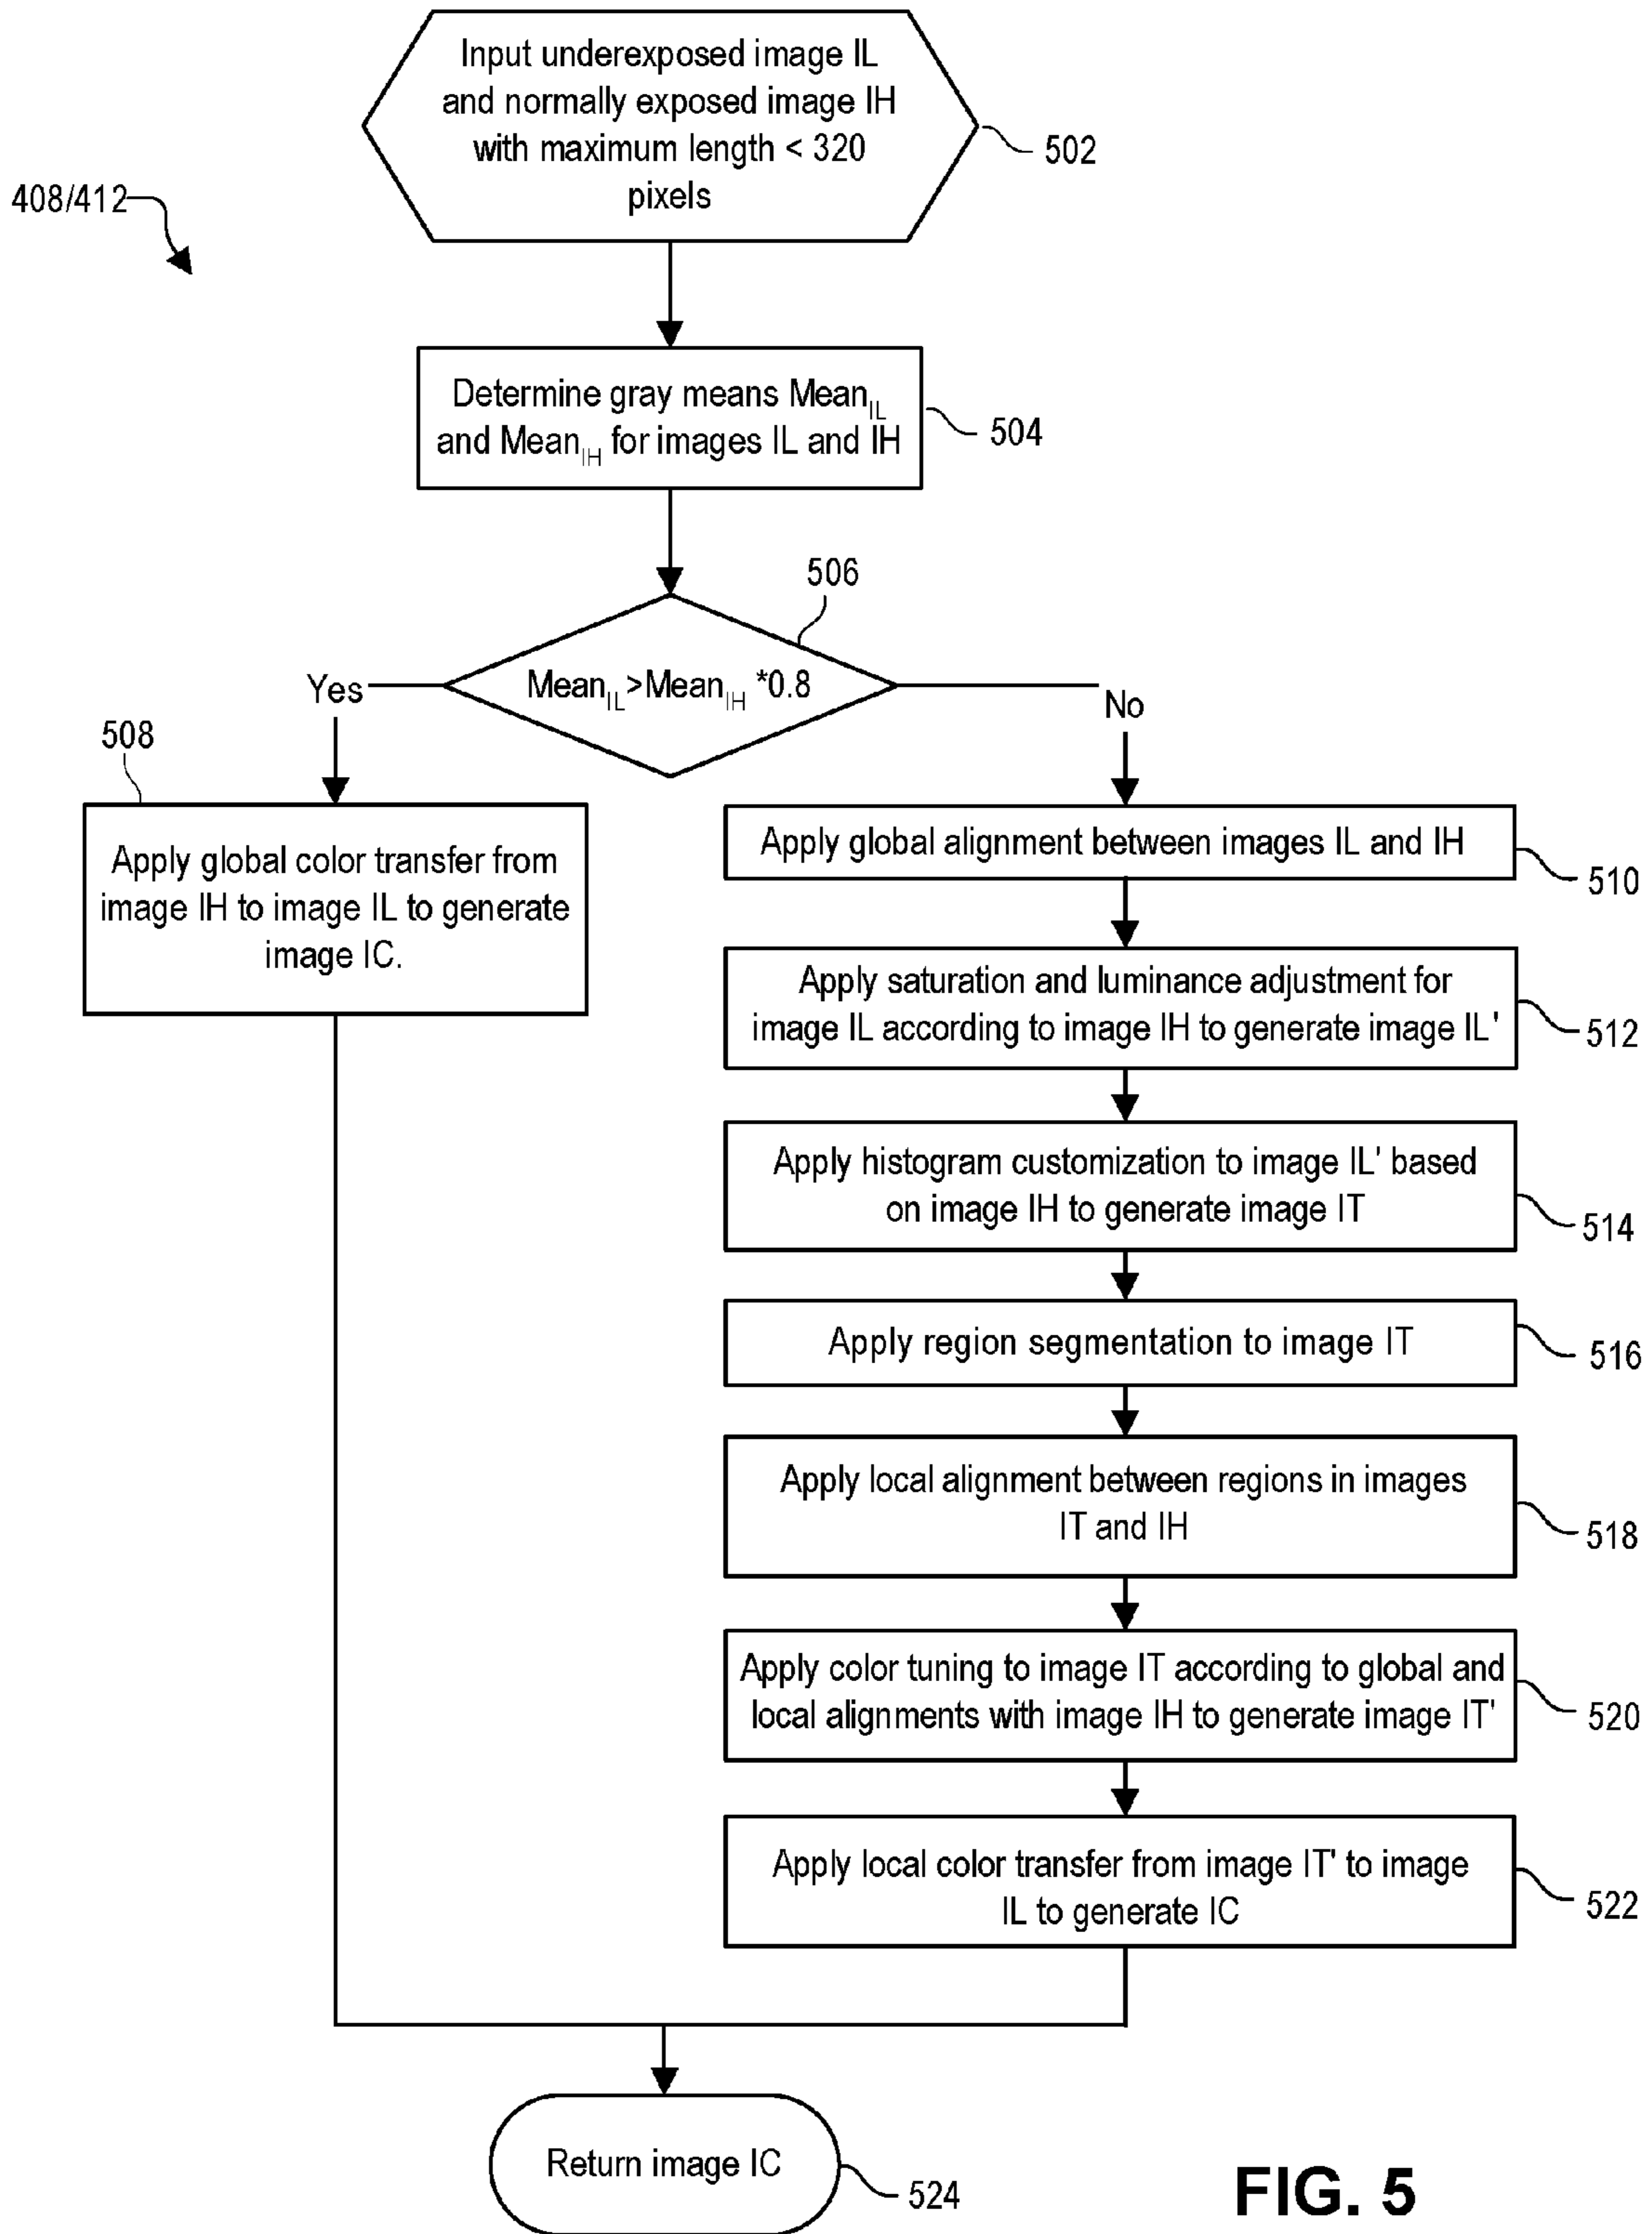 Input underexposed image IL
and normally exposed image IH
with maximum length < 320
pixels
502
408/412
Determine gray means MeanIL
and MeanIH for images IL and IH
504
506
MeanIL>MeanIH *0.8
Yes
No
508
Apply global color transfer from
image IH to image IL to generate
image IC.
Apply global alignment between images IL and IH
510
Apply saturation and luminance adjustment for
image IL according to image IH to generate image IL'
512
Apply histogram customization to image IL' based
on image IH to generate image IT
514
Apply region segmentation to image IT
516
Apply local alignment between regions in images
IT and IH
518
Apply color tuning to image IT according to global and
local alignments with image IH to generate image IT'
520
Apply local color transfer from image IT' to image
IL to generate IC
522
Return image IC
524
FIG. 5